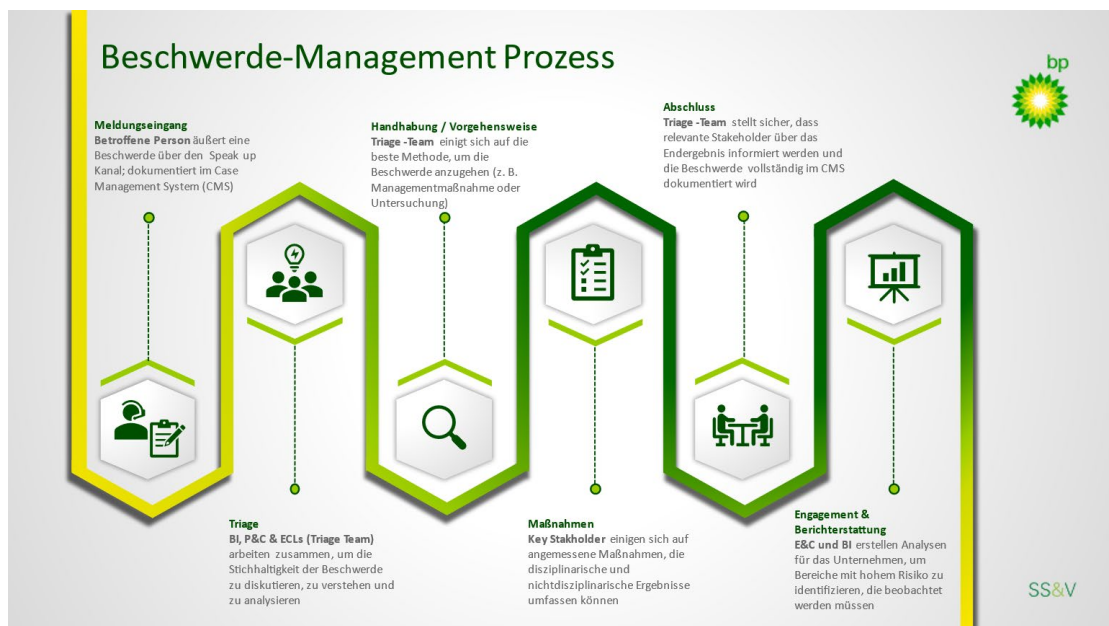 Beschwerde-Management Prozess
bp
Meldungseingang
Betroffene Person äußert eine
Beschwerde über den Speak up
Kanal; dokumentiert im Case
Management System (CMS)
Handhabung / Vorgehensweise
Triage -Team einigt sich auf die
beste Methode, um die
Beschwerde anzugehen (z. B.
Managementmaßnahme oder
Untersuchung)
Abschluss
Triage -Team stellt sicher, dass
relevante Stakeholder über das
Endergebnis informiert werden und
die Beschwerde vollständig im CMS
dokumentiert wird
Triage
BI, P&C & ECLs (Triage Team)
arbeiten zusammen, um die
Stichhaltigkeit der Beschwerde
zu diskutieren, zu verstehen und
zu analysieren
Maßnahmen
Key Stakholder einigen sich auf
angemessene Maßnahmen, die
disziplinarische und
nichtdisziplinarische Ergebnisse
umfassen können
Engagement &
Berichterstattung
E&C und BI erstellen Analysen
für das Unternehmen, um
Bereiche mit hohem Risiko zu
identifizieren, die beobachtet
werden müssen
SS&V